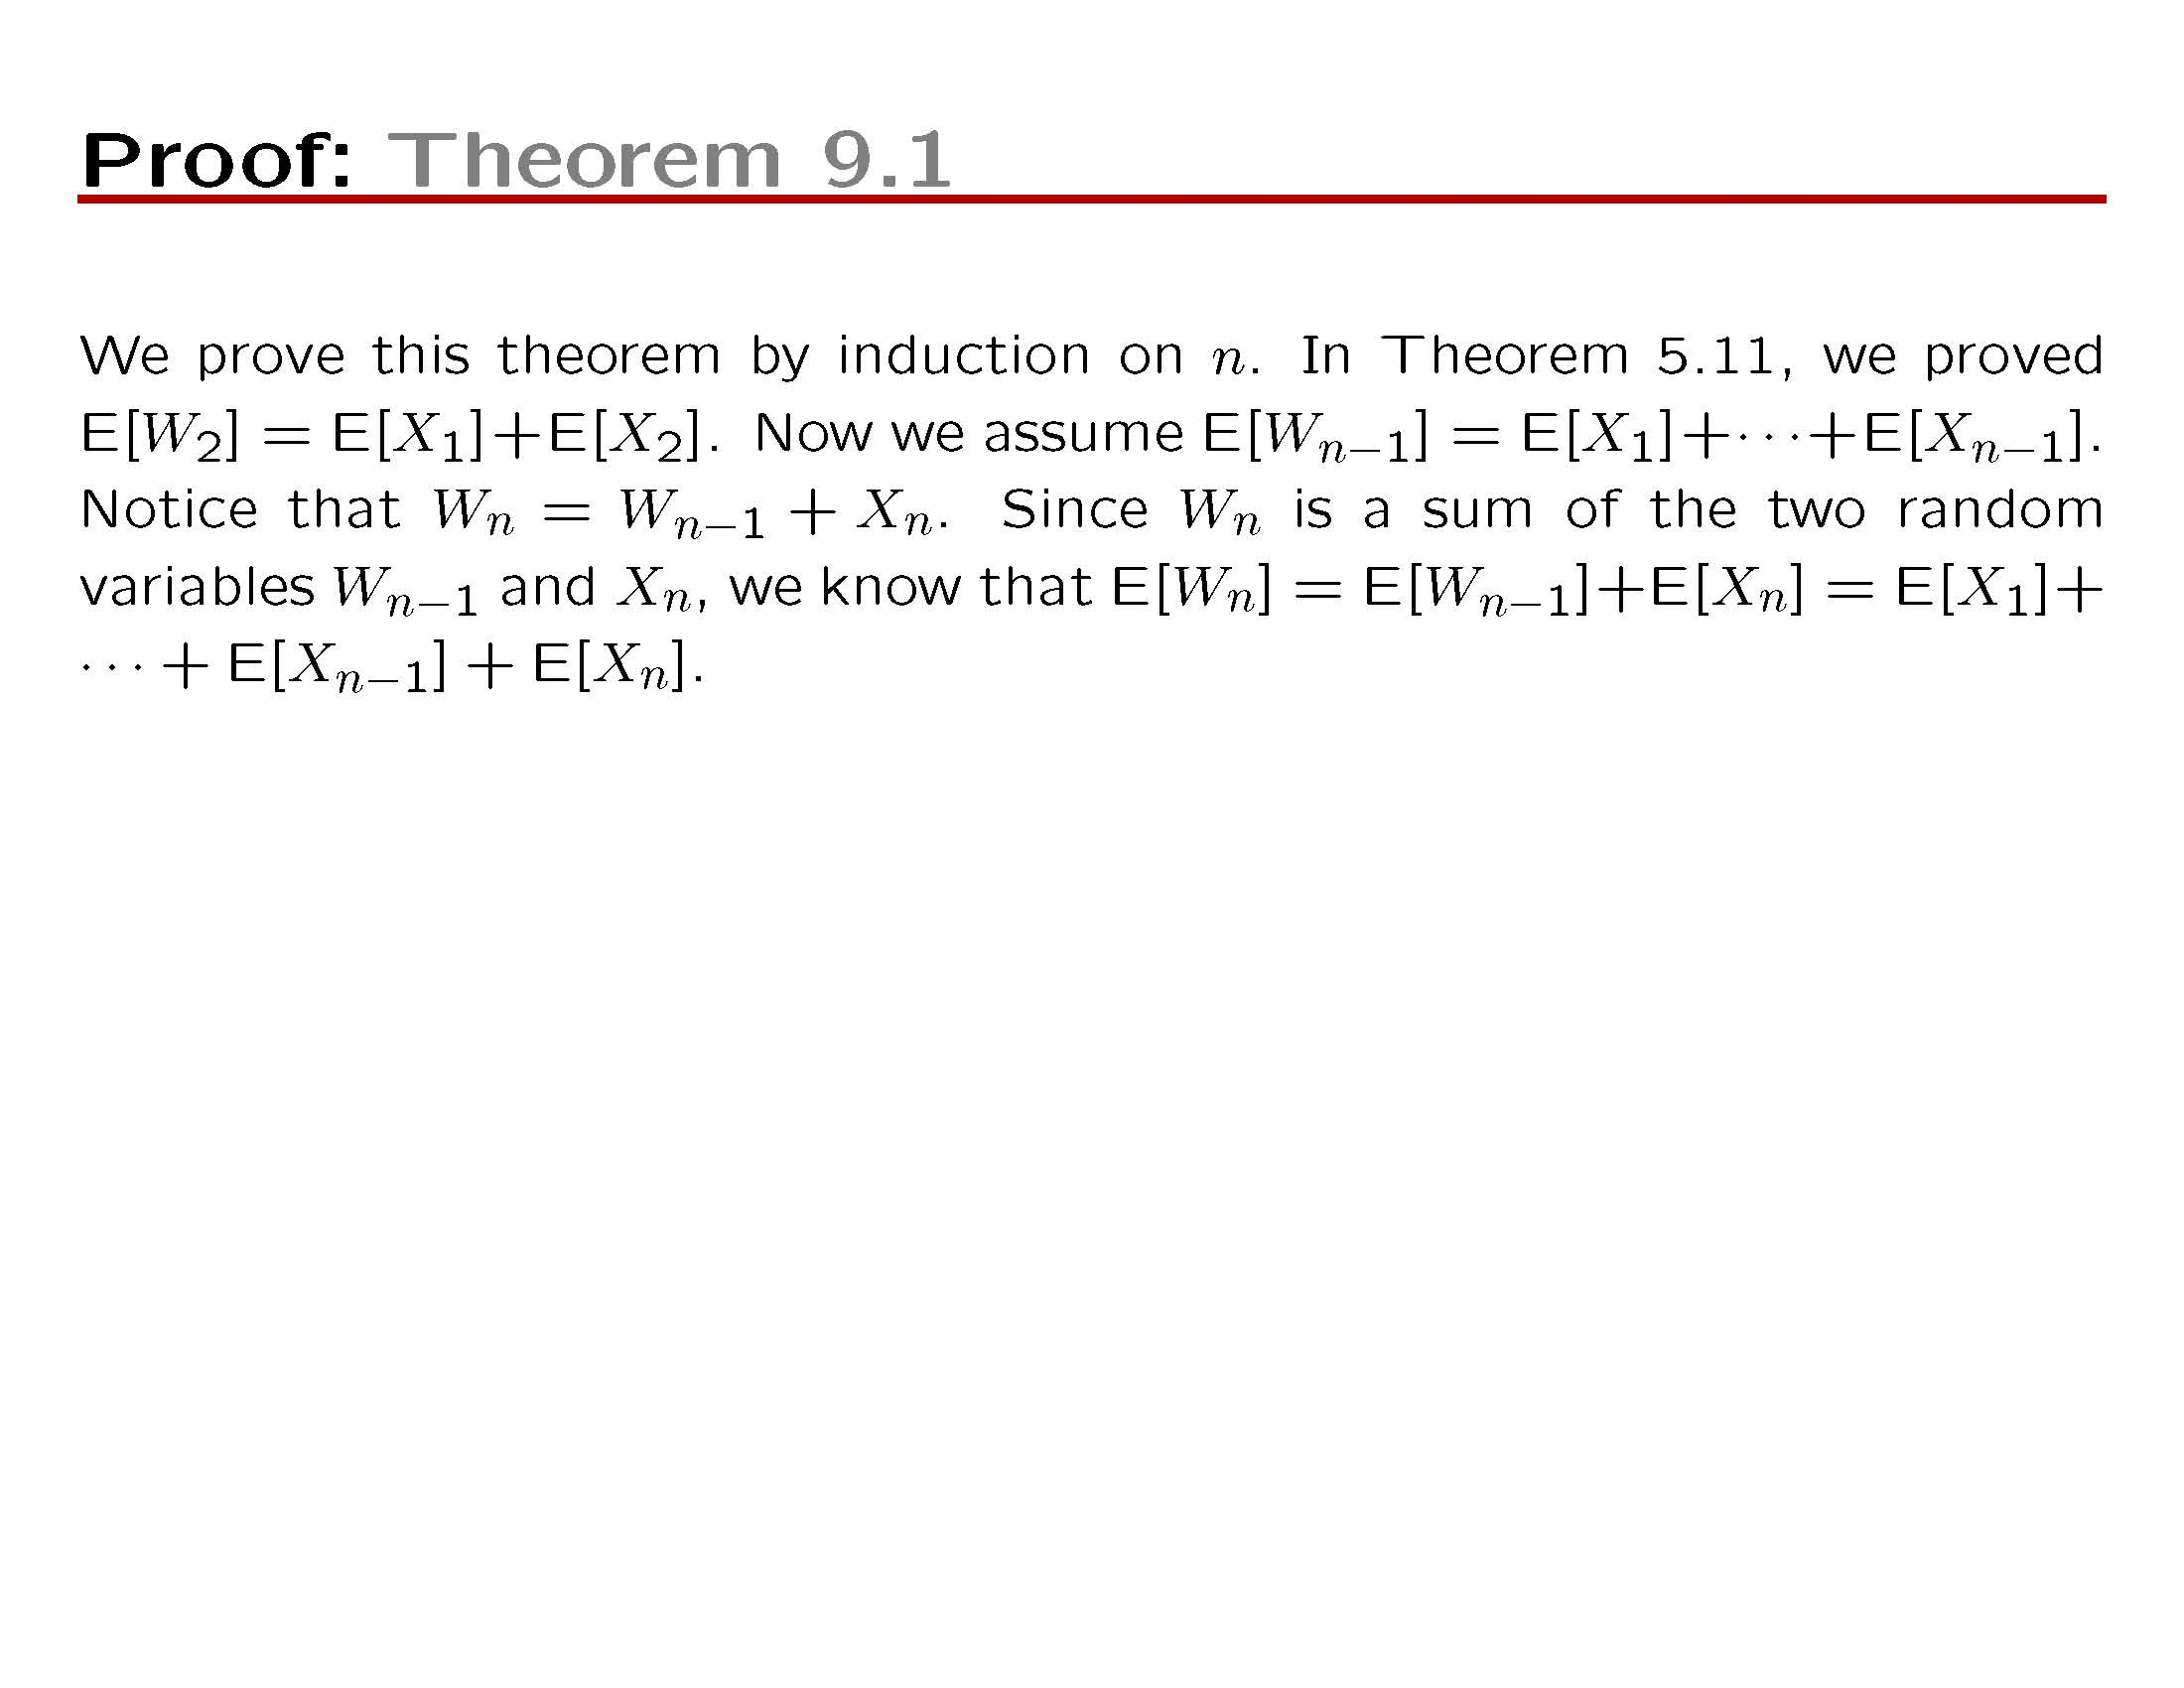 Proof: Theorem 9.1
We prove this theorem by induction on n. In Theorem 5.11, we proved
E[W₂] = E[X₁]+E[X₂]. Now we assume E[Wₙ₋₁] = E[X₁]+···+E[Xₙ₋₁].
Notice that Wₙ = Wₙ₋₁ + Xₙ. Since Wₙ is a sum of the two random
variables Wₙ₋₁ and Xₙ, we know that E[Wₙ] = E[Wₙ₋₁]+E[Xₙ] = E[X₁]+
··· + E[Xₙ₋₁] + E[Xₙ].